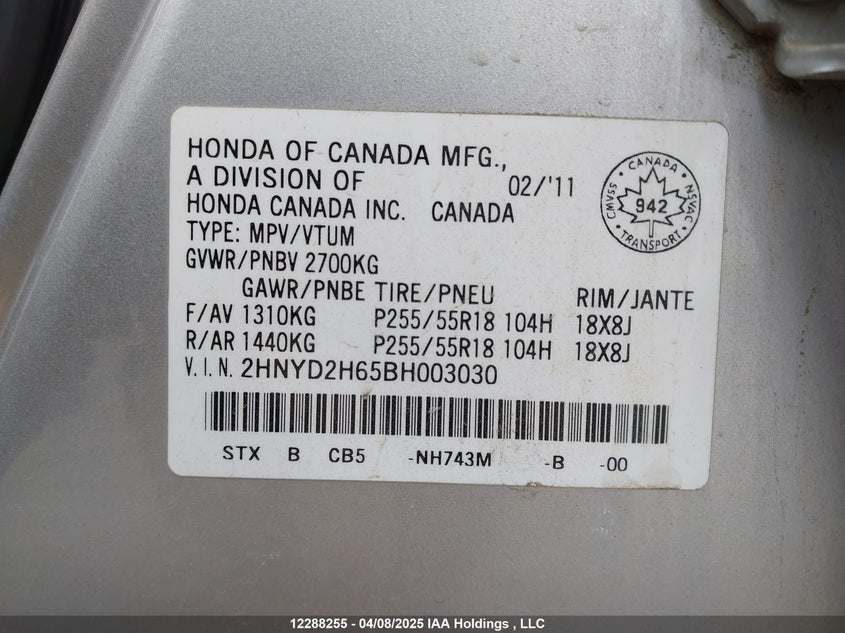 HONDA OF CANADA MFG.,
A DIVISION OF 02/'11
HONDA CANADA INC. CANADA
TYPE: MPV/VTUM
GVWR/PNBV 2700KG
GAWR/PNBE TIRE/PNEU RIM/JANTE
F/AV 1310KG P255/55R18 104H 18X8J
R/AR 1440KG P255/55R18 104H 18X8J
V.I.N. 2HNYD2H65BH003030
STX B CB5 -NH743M -B -00
CANADA
CMVSS 942 NSVAC
TRANSPORT
12288255 - 04/08/2025 IAA Holdings , LLC